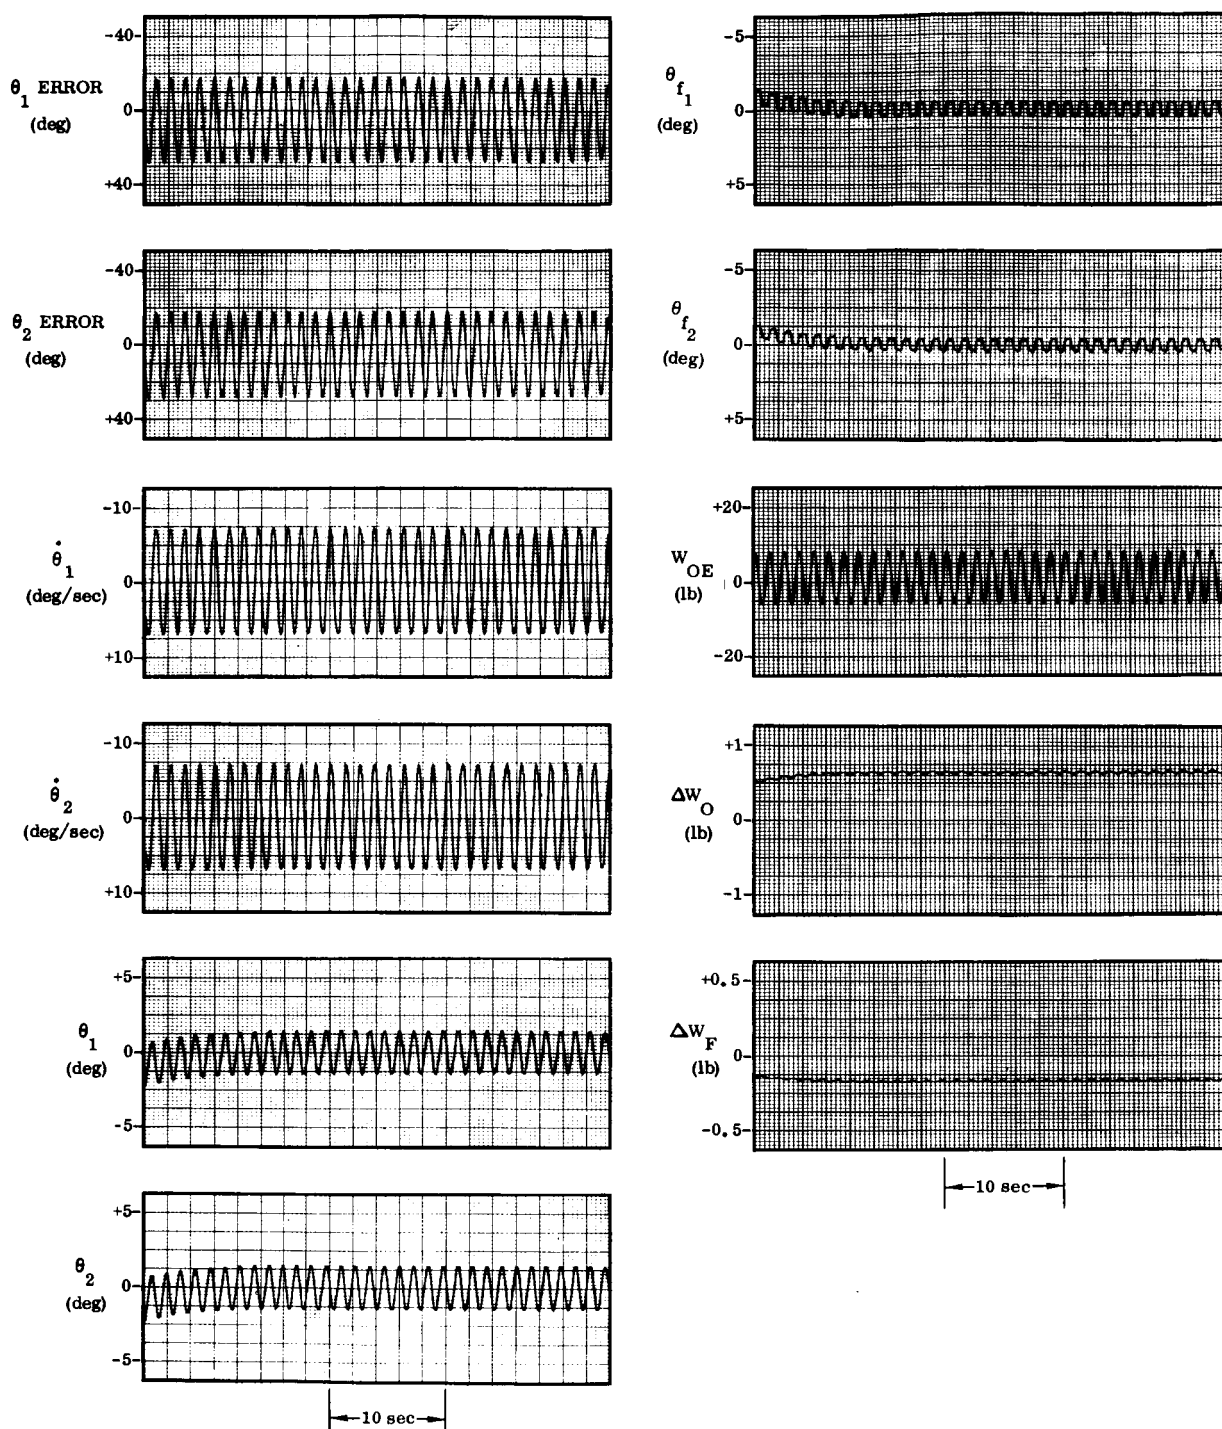 -40
θ1 ERROR
(deg)
0
+40
-40
θ2 ERROR
(deg)
0
+40
-10
θ̇1
(deg/sec)
0
+10
-10
θ̇2
(deg/sec)
0
+10
+5
θ1
(deg)
0
-5
+5
θ2
(deg)
0
-5
10 sec
-5
θf1
(deg)
0
+5
-5
θf2
(deg)
0
+5
+20
WOE
(lb)
0
-20
+1
ΔWO
(lb)
0
-1
+0.5
ΔWF
(lb)
0
-0.5
10 sec